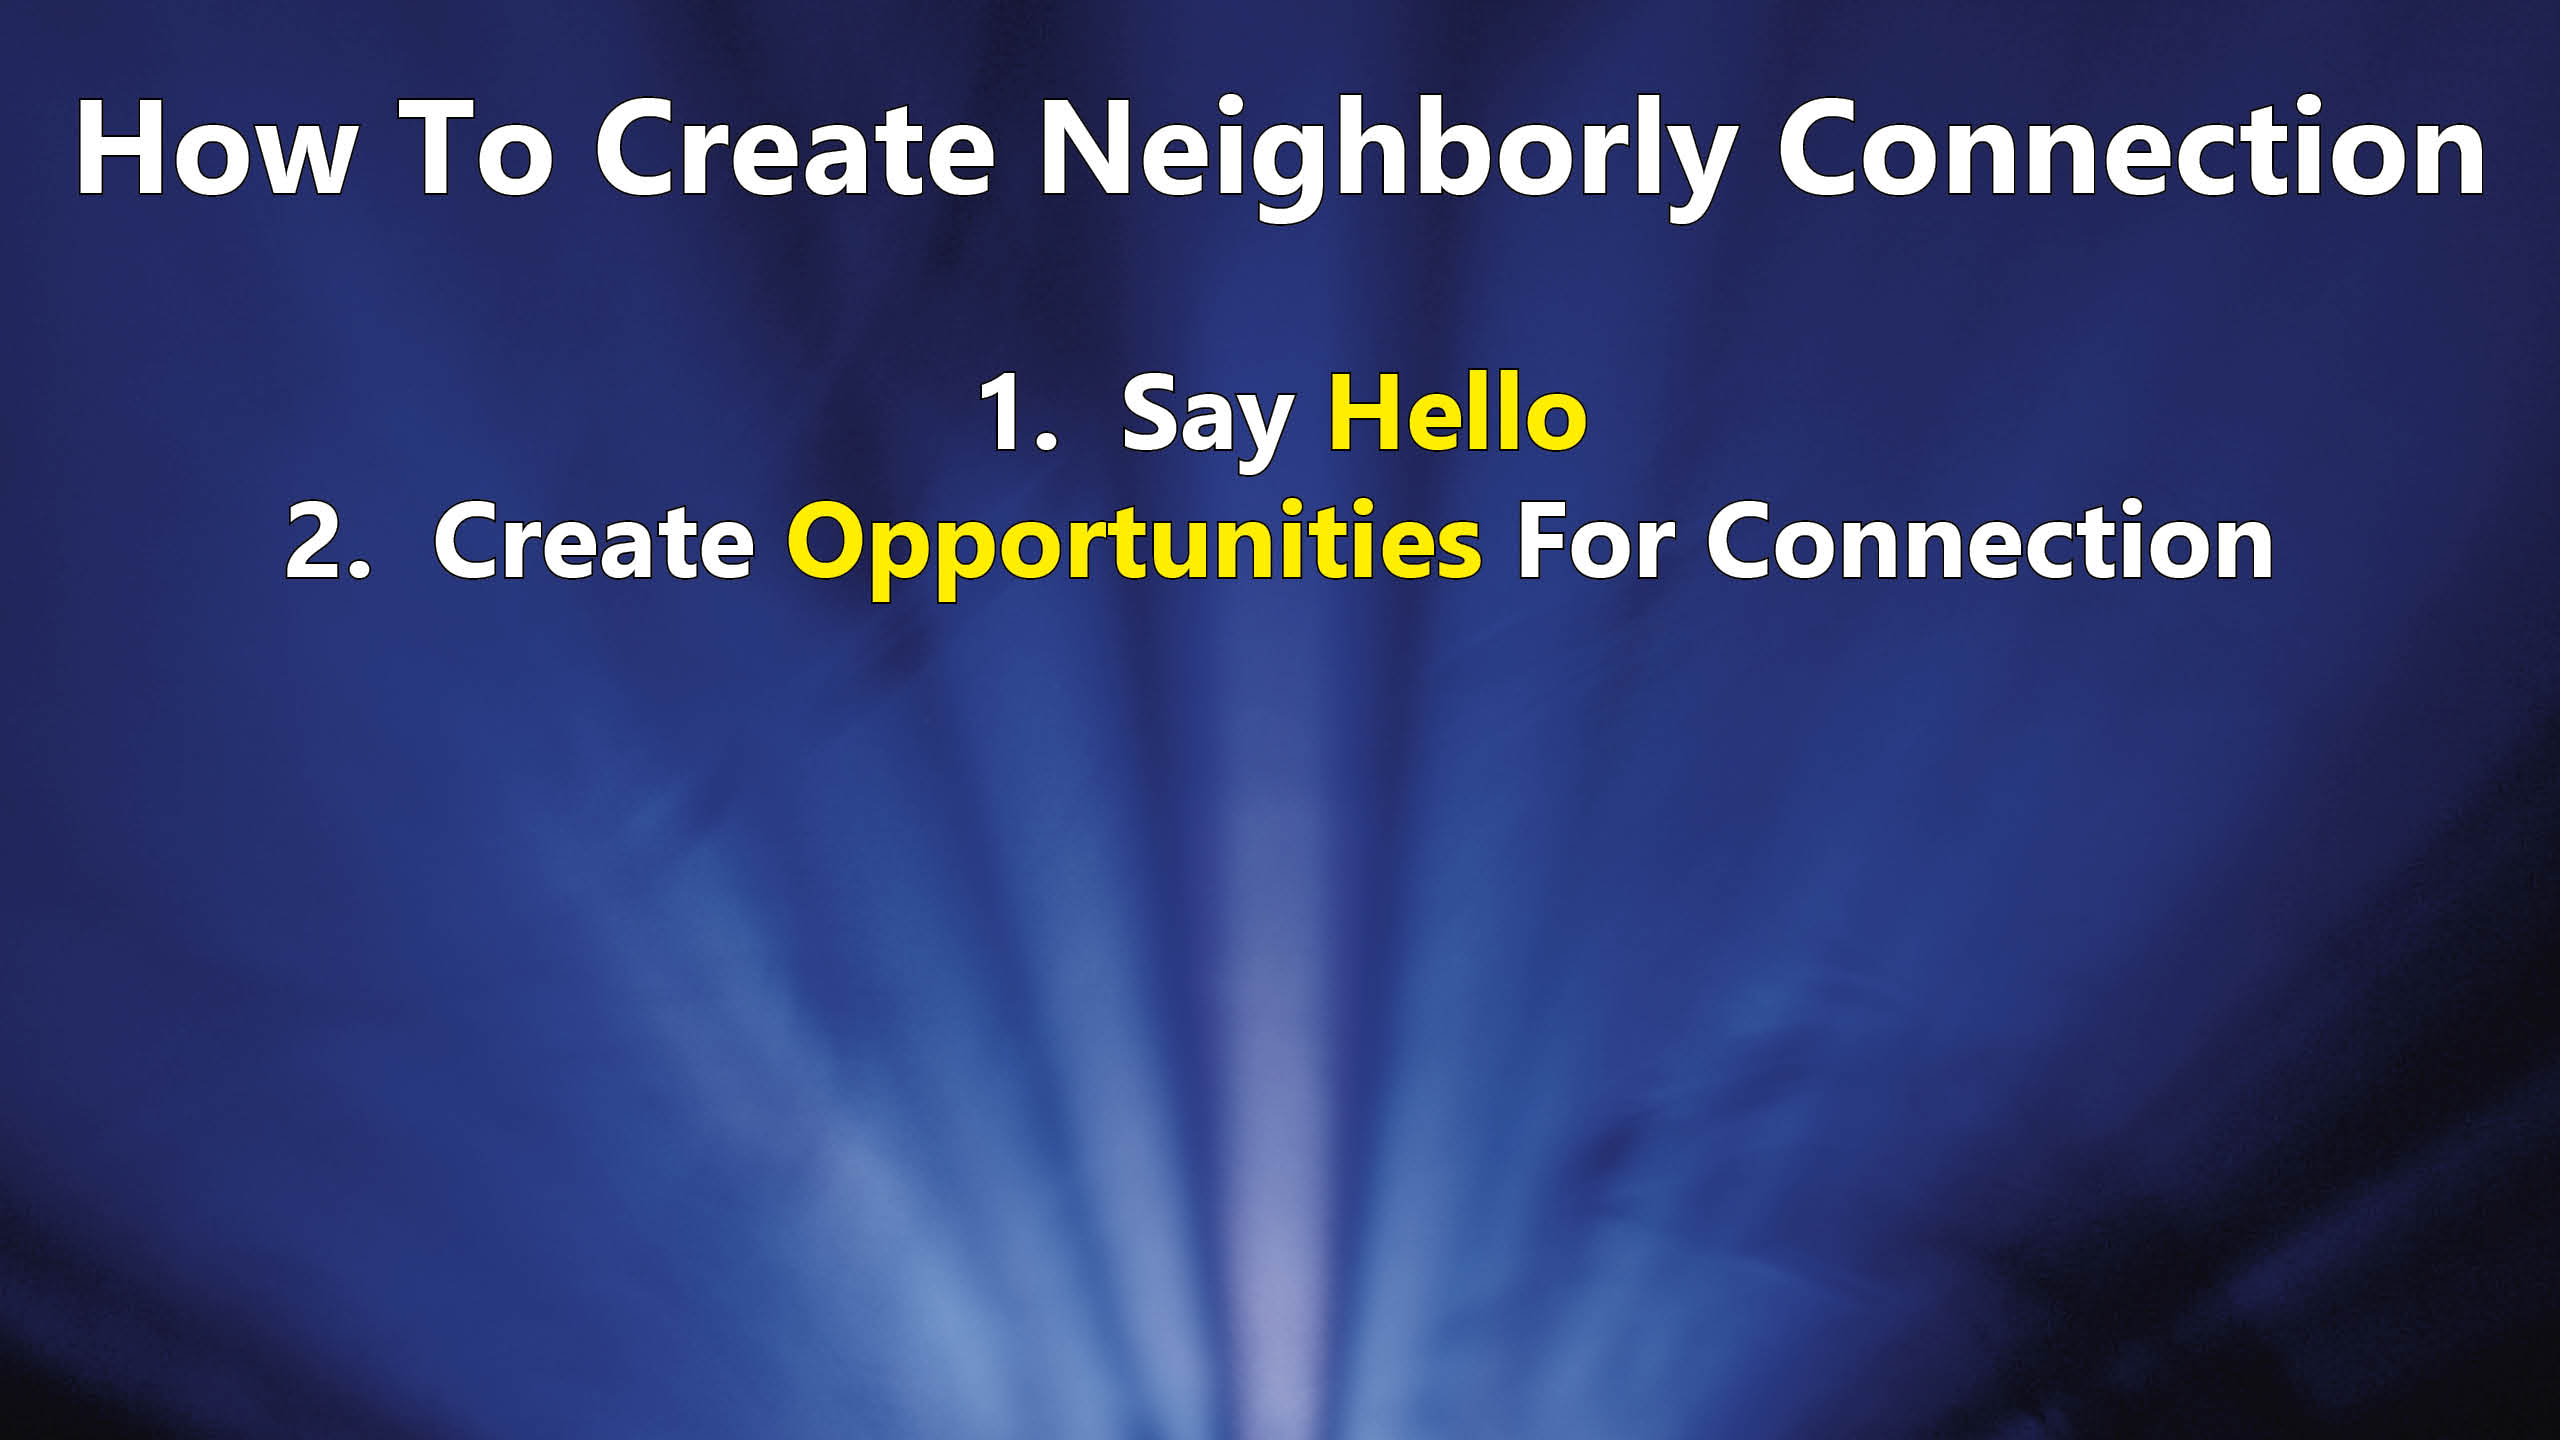 How To Create Neighborly Connection
1. Say Hello
2. Create Opportunities For Connection